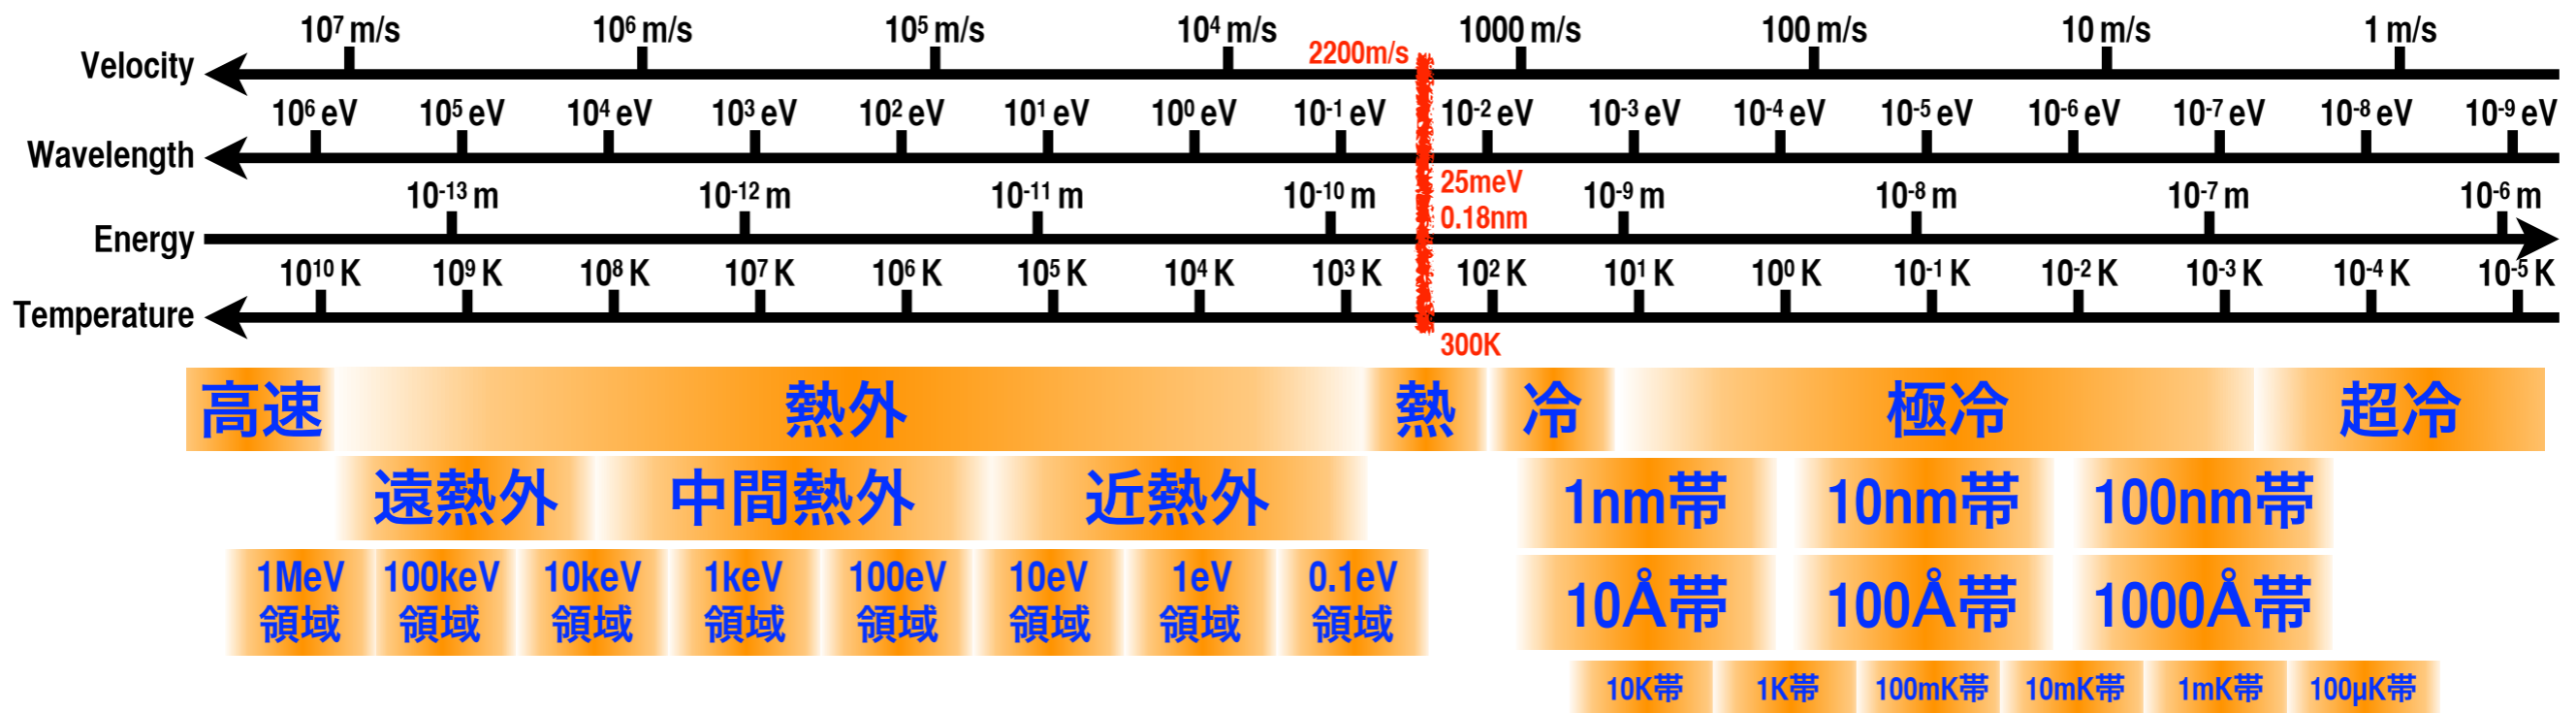 10⁷ m/s 10⁶ m/s 10⁵ m/s 10⁴ m/s 1000 m/s 100 m/s 10 m/s 1 m/s
2200m/s
Velocity
10⁶ eV 10⁵ eV 10⁴ eV 10³ eV 10² eV 10¹ eV 10⁰ eV 10⁻¹ eV 10⁻² eV 10⁻³ eV 10⁻⁴ eV 10⁻⁵ eV 10⁻⁶ eV 10⁻⁷ eV 10⁻⁸ eV 10⁻⁹ eV
Wavelength
25meV
10⁻¹³ m 10⁻¹² m 10⁻¹¹ m 10⁻¹⁰ m 10⁻⁹ m 10⁻⁸ m 10⁻⁷ m 10⁻⁶ m
0.18nm
Energy
10¹⁰ K 10⁹ K 10⁸ K 10⁷ K 10⁶ K 10⁵ K 10⁴ K 10³ K 10² K 10¹ K 10⁰ K 10⁻¹ K 10⁻² K 10⁻³ K 10⁻⁴ K 10⁻⁵ K
Temperature
300K
高速 熱外 熱 冷 極冷 超冷
遠熱外 中間熱外 近熱外 1nm帯 10nm帯 100nm帯
1MeV 100keV 10keV 1keV 100eV 10eV 1eV 0.1eV
領域 領域 領域 領域 領域 領域 領域 領域
10Å帯 100Å帯 1000Å帯
10K帯 1K帯 100mK帯 10mK帯 1mK帯 100µK帯